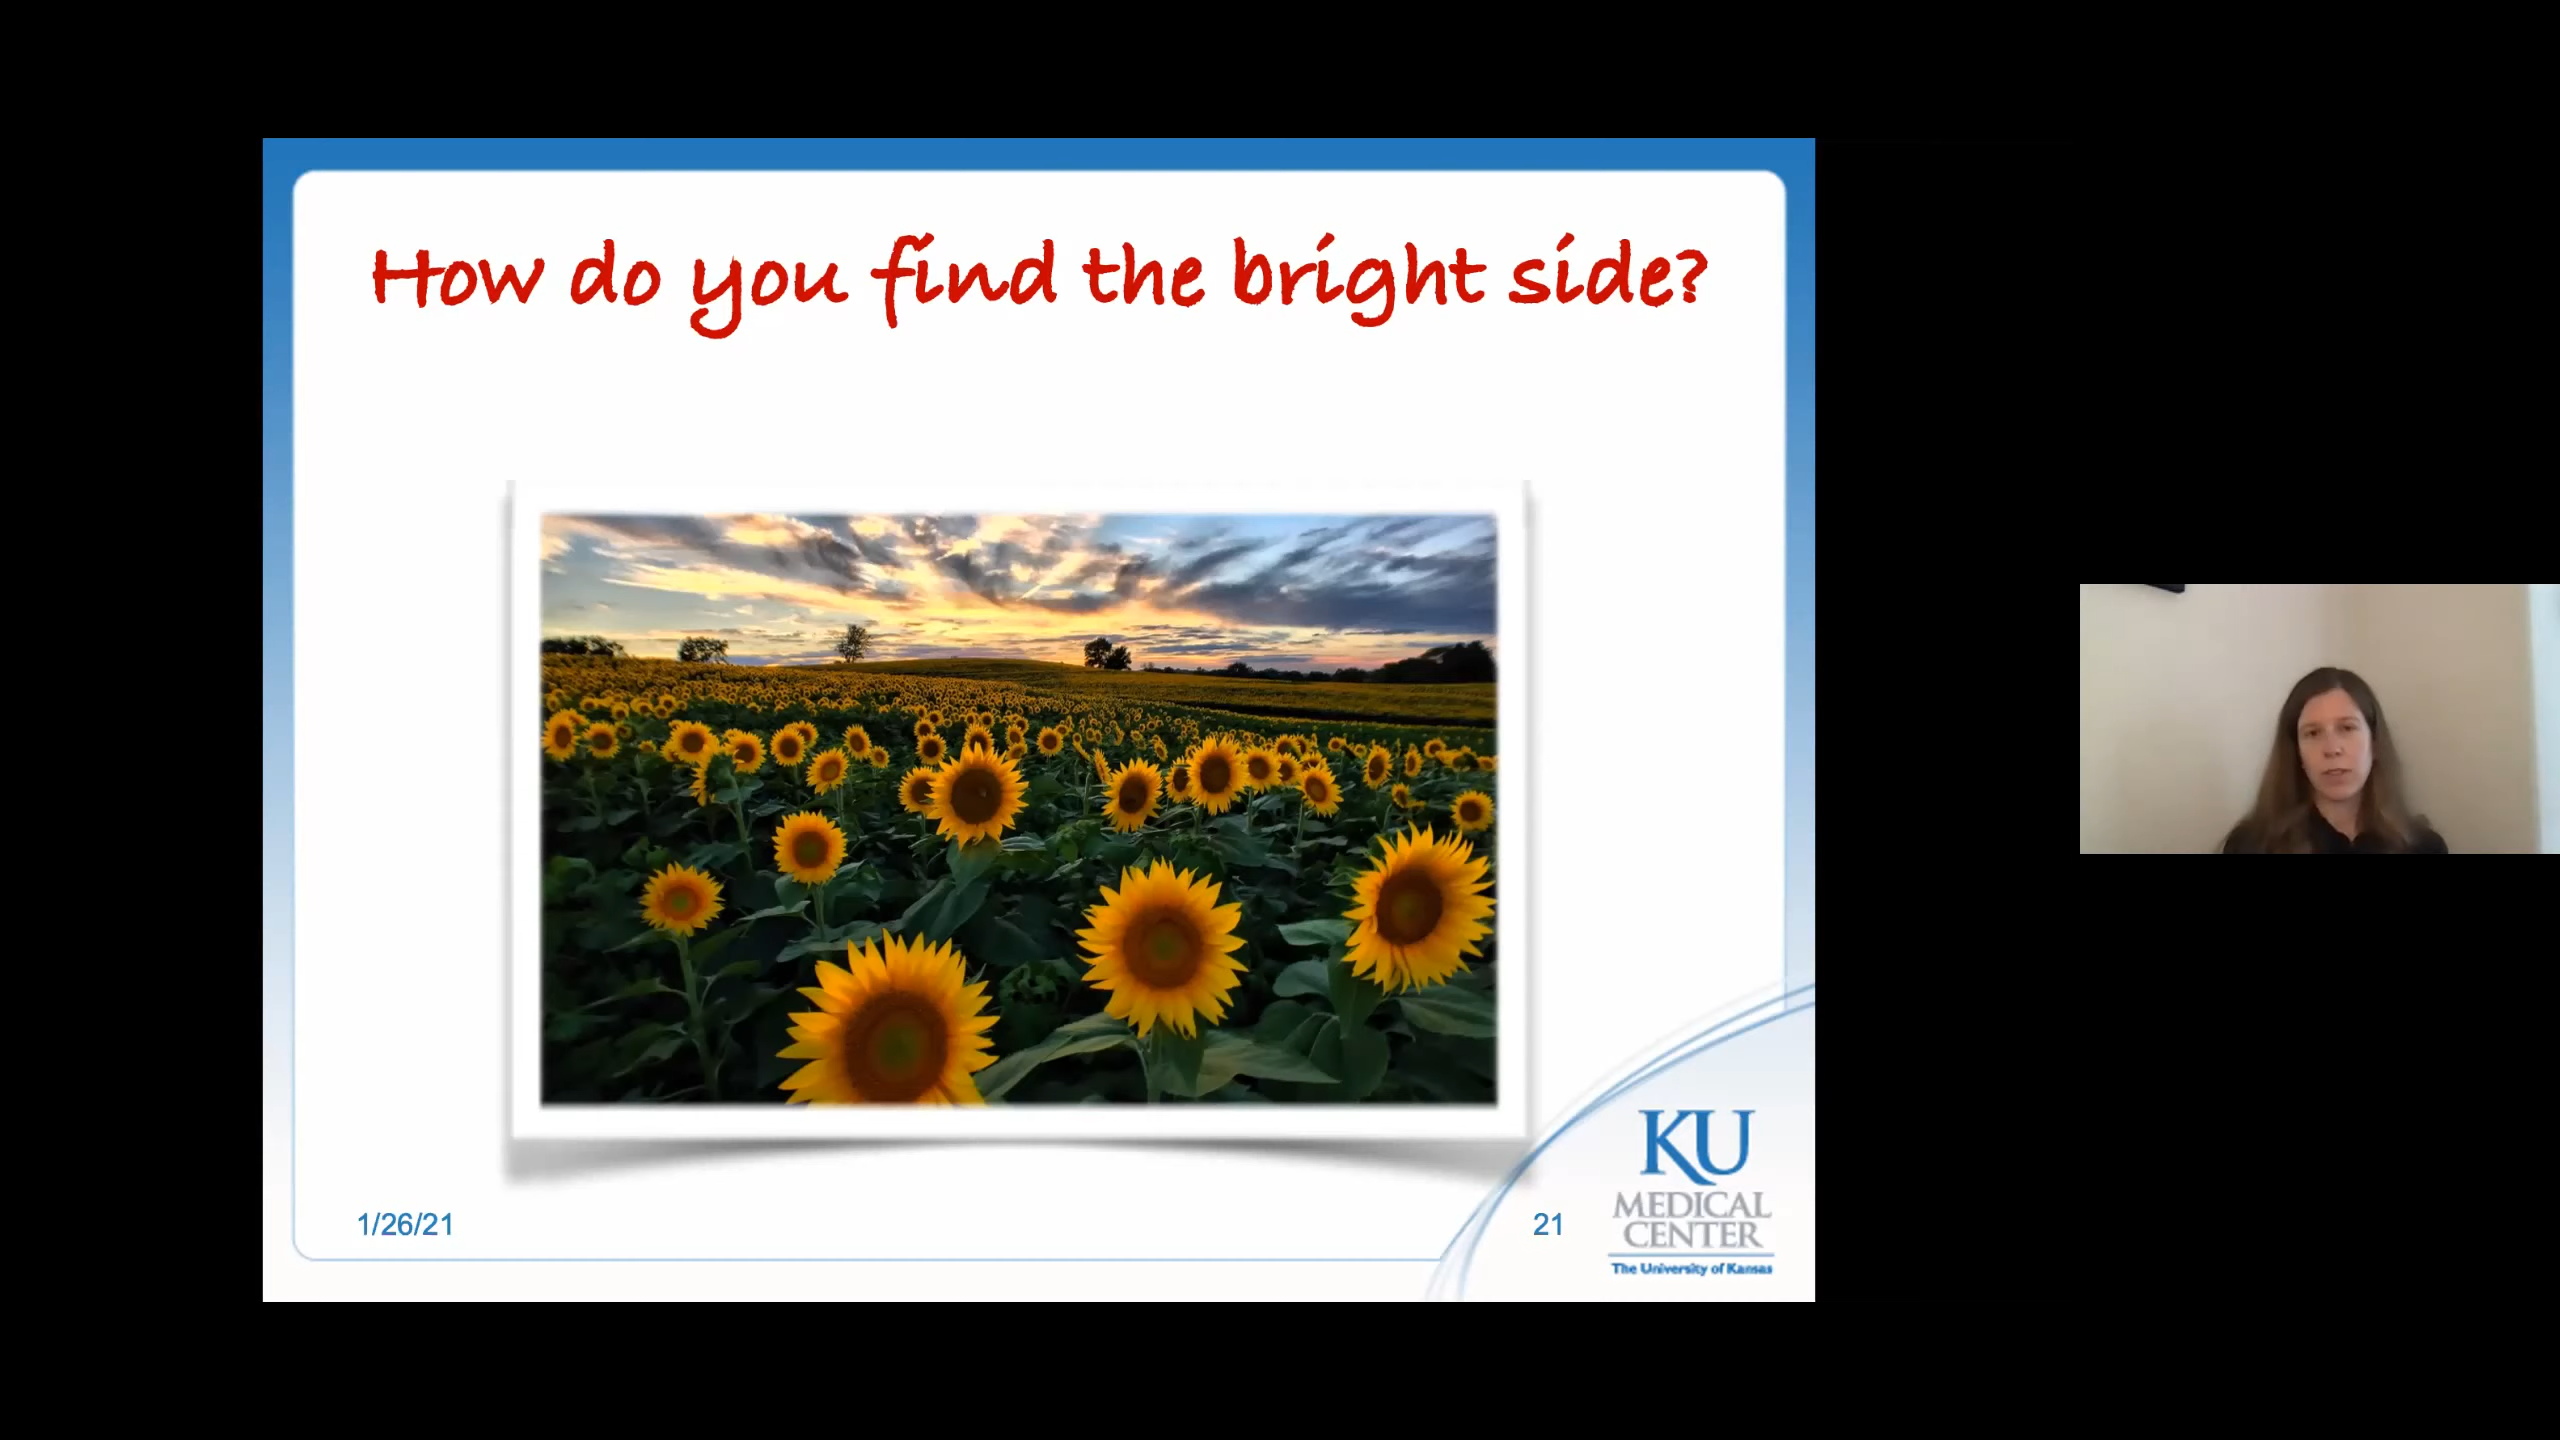 How do you find the bright side?
1/26/21
21
KU
MEDICAL
CENTER
The University of Kansas